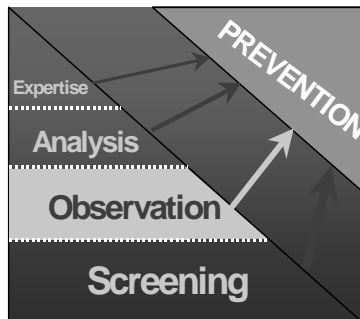 PREVENTION
Expertise
Analysis
Observation
Screening